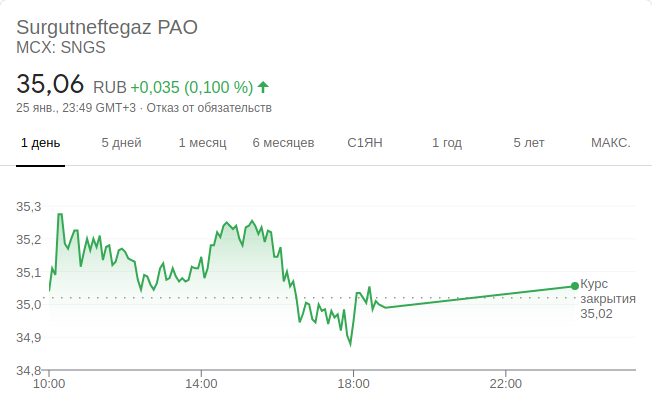 Surgutneftegaz PAO
MCX: SNGS
35,06 RUB +0,035 (0,100 %)
25 янв., 23:49 GMT+3 · Отказ от обязательств
1 день 5 дней 1 месяц 6 месяцев С1ЯН 1 год 5 лет МАКС.
35,3
35,2
35,1
Курс
закрытия
35,02
35,0
34,9
34,8
10:00 14:00 18:00 22:00